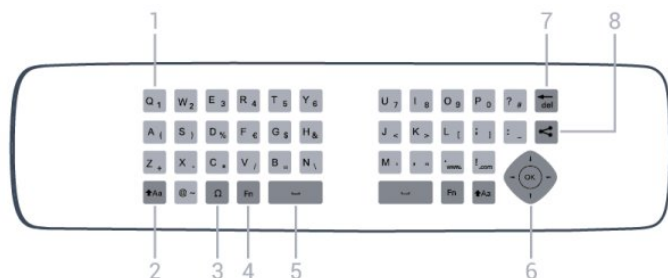 1 7 8
Q 1 W 2 E 3 R 4 T 5 Y 6 U 7 I 8 O 9 P 0 ? # del
A ( S ) D % F € G $ H & J < K > L [ ; ] : _
Z + X - C * V / B " N \ M ' , " . www. ! .com OK
Aa @ ~ Ω Fn Fn Aa
2 3 4 5 6